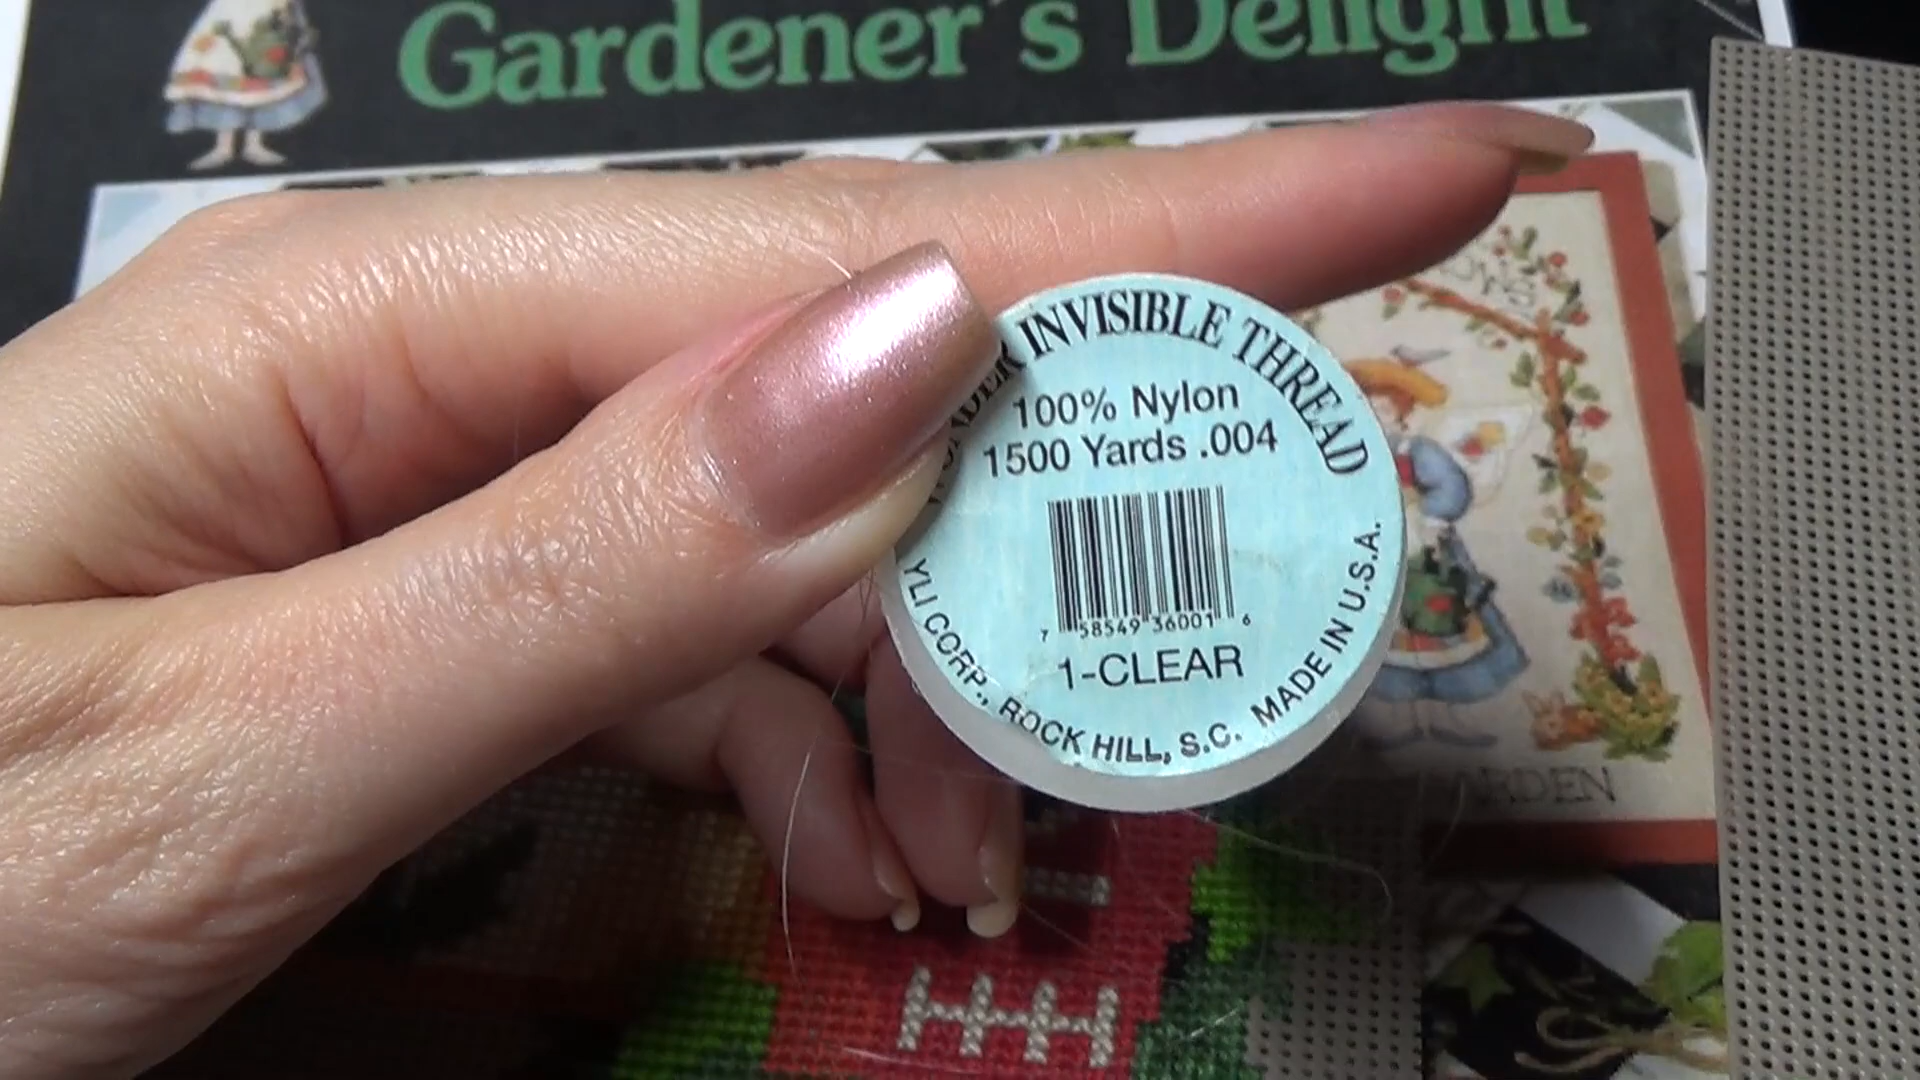 Gardener's Delight
INVISIBLE THREAD
100% Nylon
1500 Yards .004
7 58549 36001 6
1-CLEAR
YLI CORP., ROCK HILL, S.C. MADE IN U.S.A.